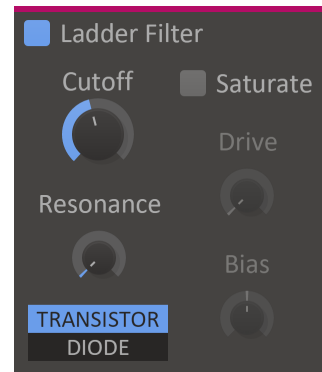 Ladder Filter
Cutoff
Saturate
Drive
Resonance
Bias
TRANSISTOR
DIODE